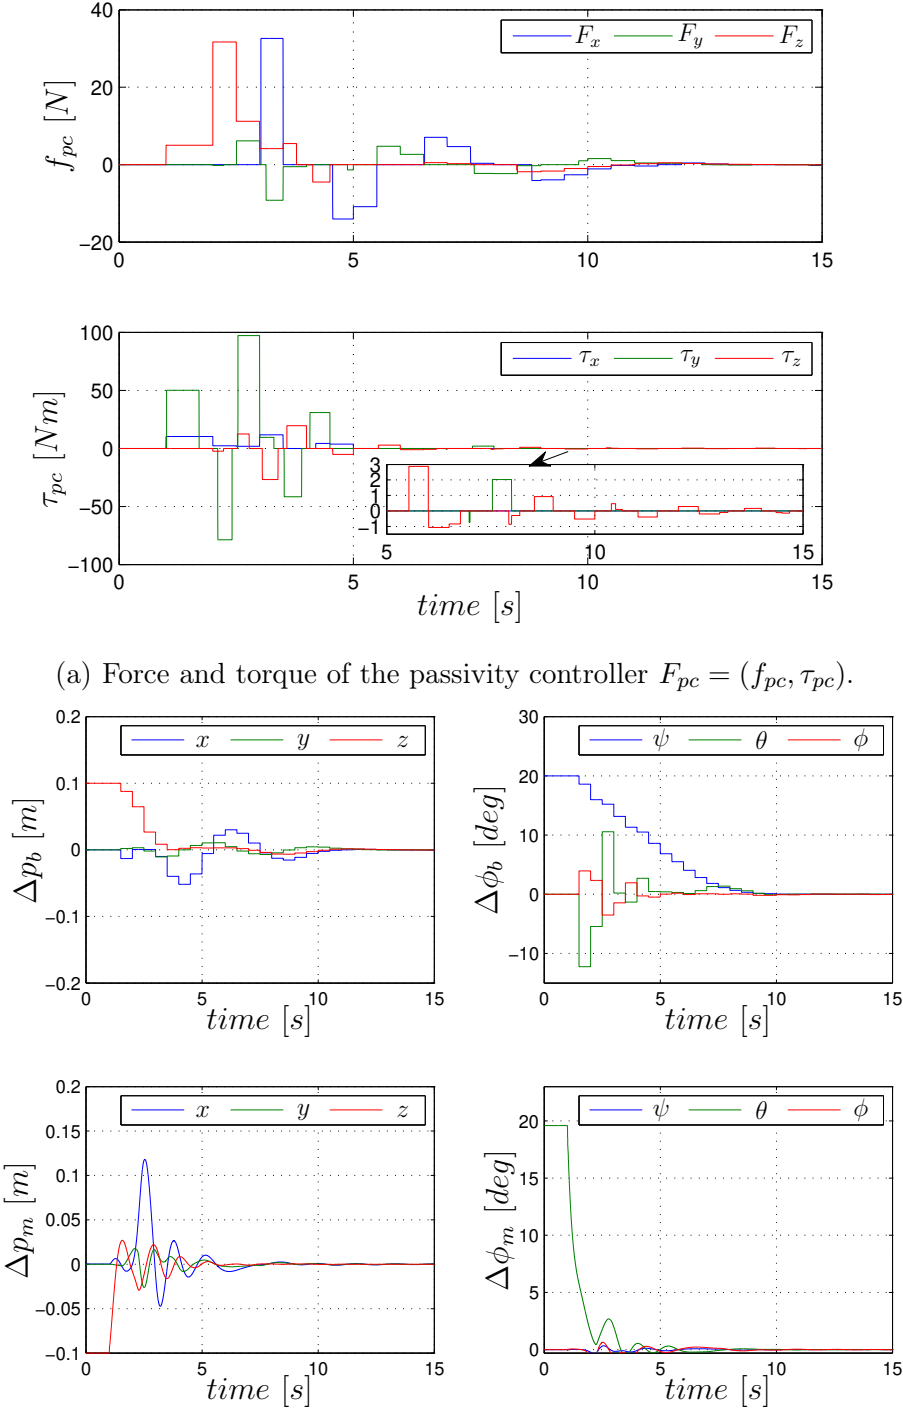 40
20
0
−20
f_pc [N]
F_x F_y F_z
0 5 10 15
100
50
0
−50
−100
τ_pc [Nm]
τ_x τ_y τ_z
3
2
1
0
−1
5 10 15
0 5 10 15
time [s]
(a) Force and torque of the passivity controller F_pc = (f_pc, τ_pc).
0.2
0.1
0
−0.1
−0.2
Δp_b [m]
x y z
0 5 10 15
time [s]
30
20
10
0
−10
Δϕ_b [deg]
ψ θ ϕ
0 5 10 15
time [s]
0.2
0.15
0.1
0.05
0
−0.05
−0.1
Δp_m [m]
x y z
0 5 10 15
time [s]
20
15
10
5
0
Δϕ_m [deg]
ψ θ ϕ
0 5 10 15
time [s]